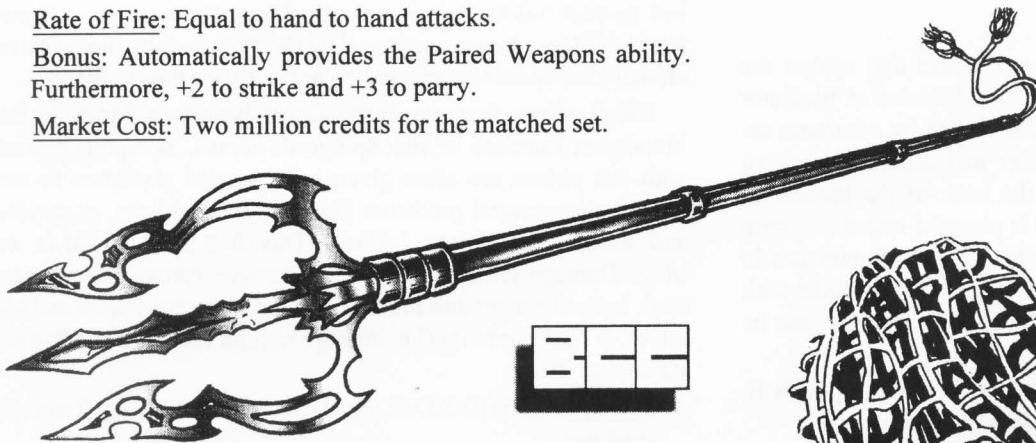 Rate of Fire: Equal to hand to hand attacks.
Bonus: Automatically provides the Paired Weapons ability.
Furthermore, +2 to strike and +3 to parry.
Market Cost: Two million credits for the matched set.